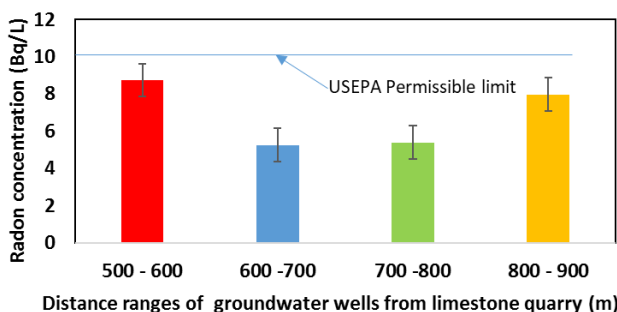 Radon concentration (Bq/L)
12
10
8
6
4
2
0
USEPA Permissible limit
500 - 600
600 -700
700 -800
800 - 900
Distance ranges of groundwater wells from limestone quarry (m)